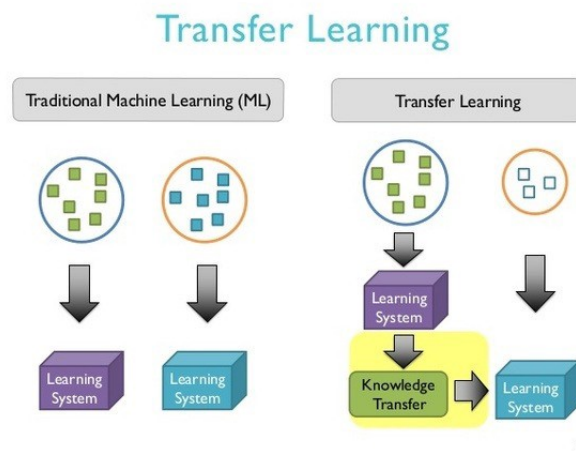 Transfer Learning
Traditional Machine Learning (ML)
Transfer Learning
Learning
System
Learning
System
Learning
System
Knowledge
Transfer
Learning
System